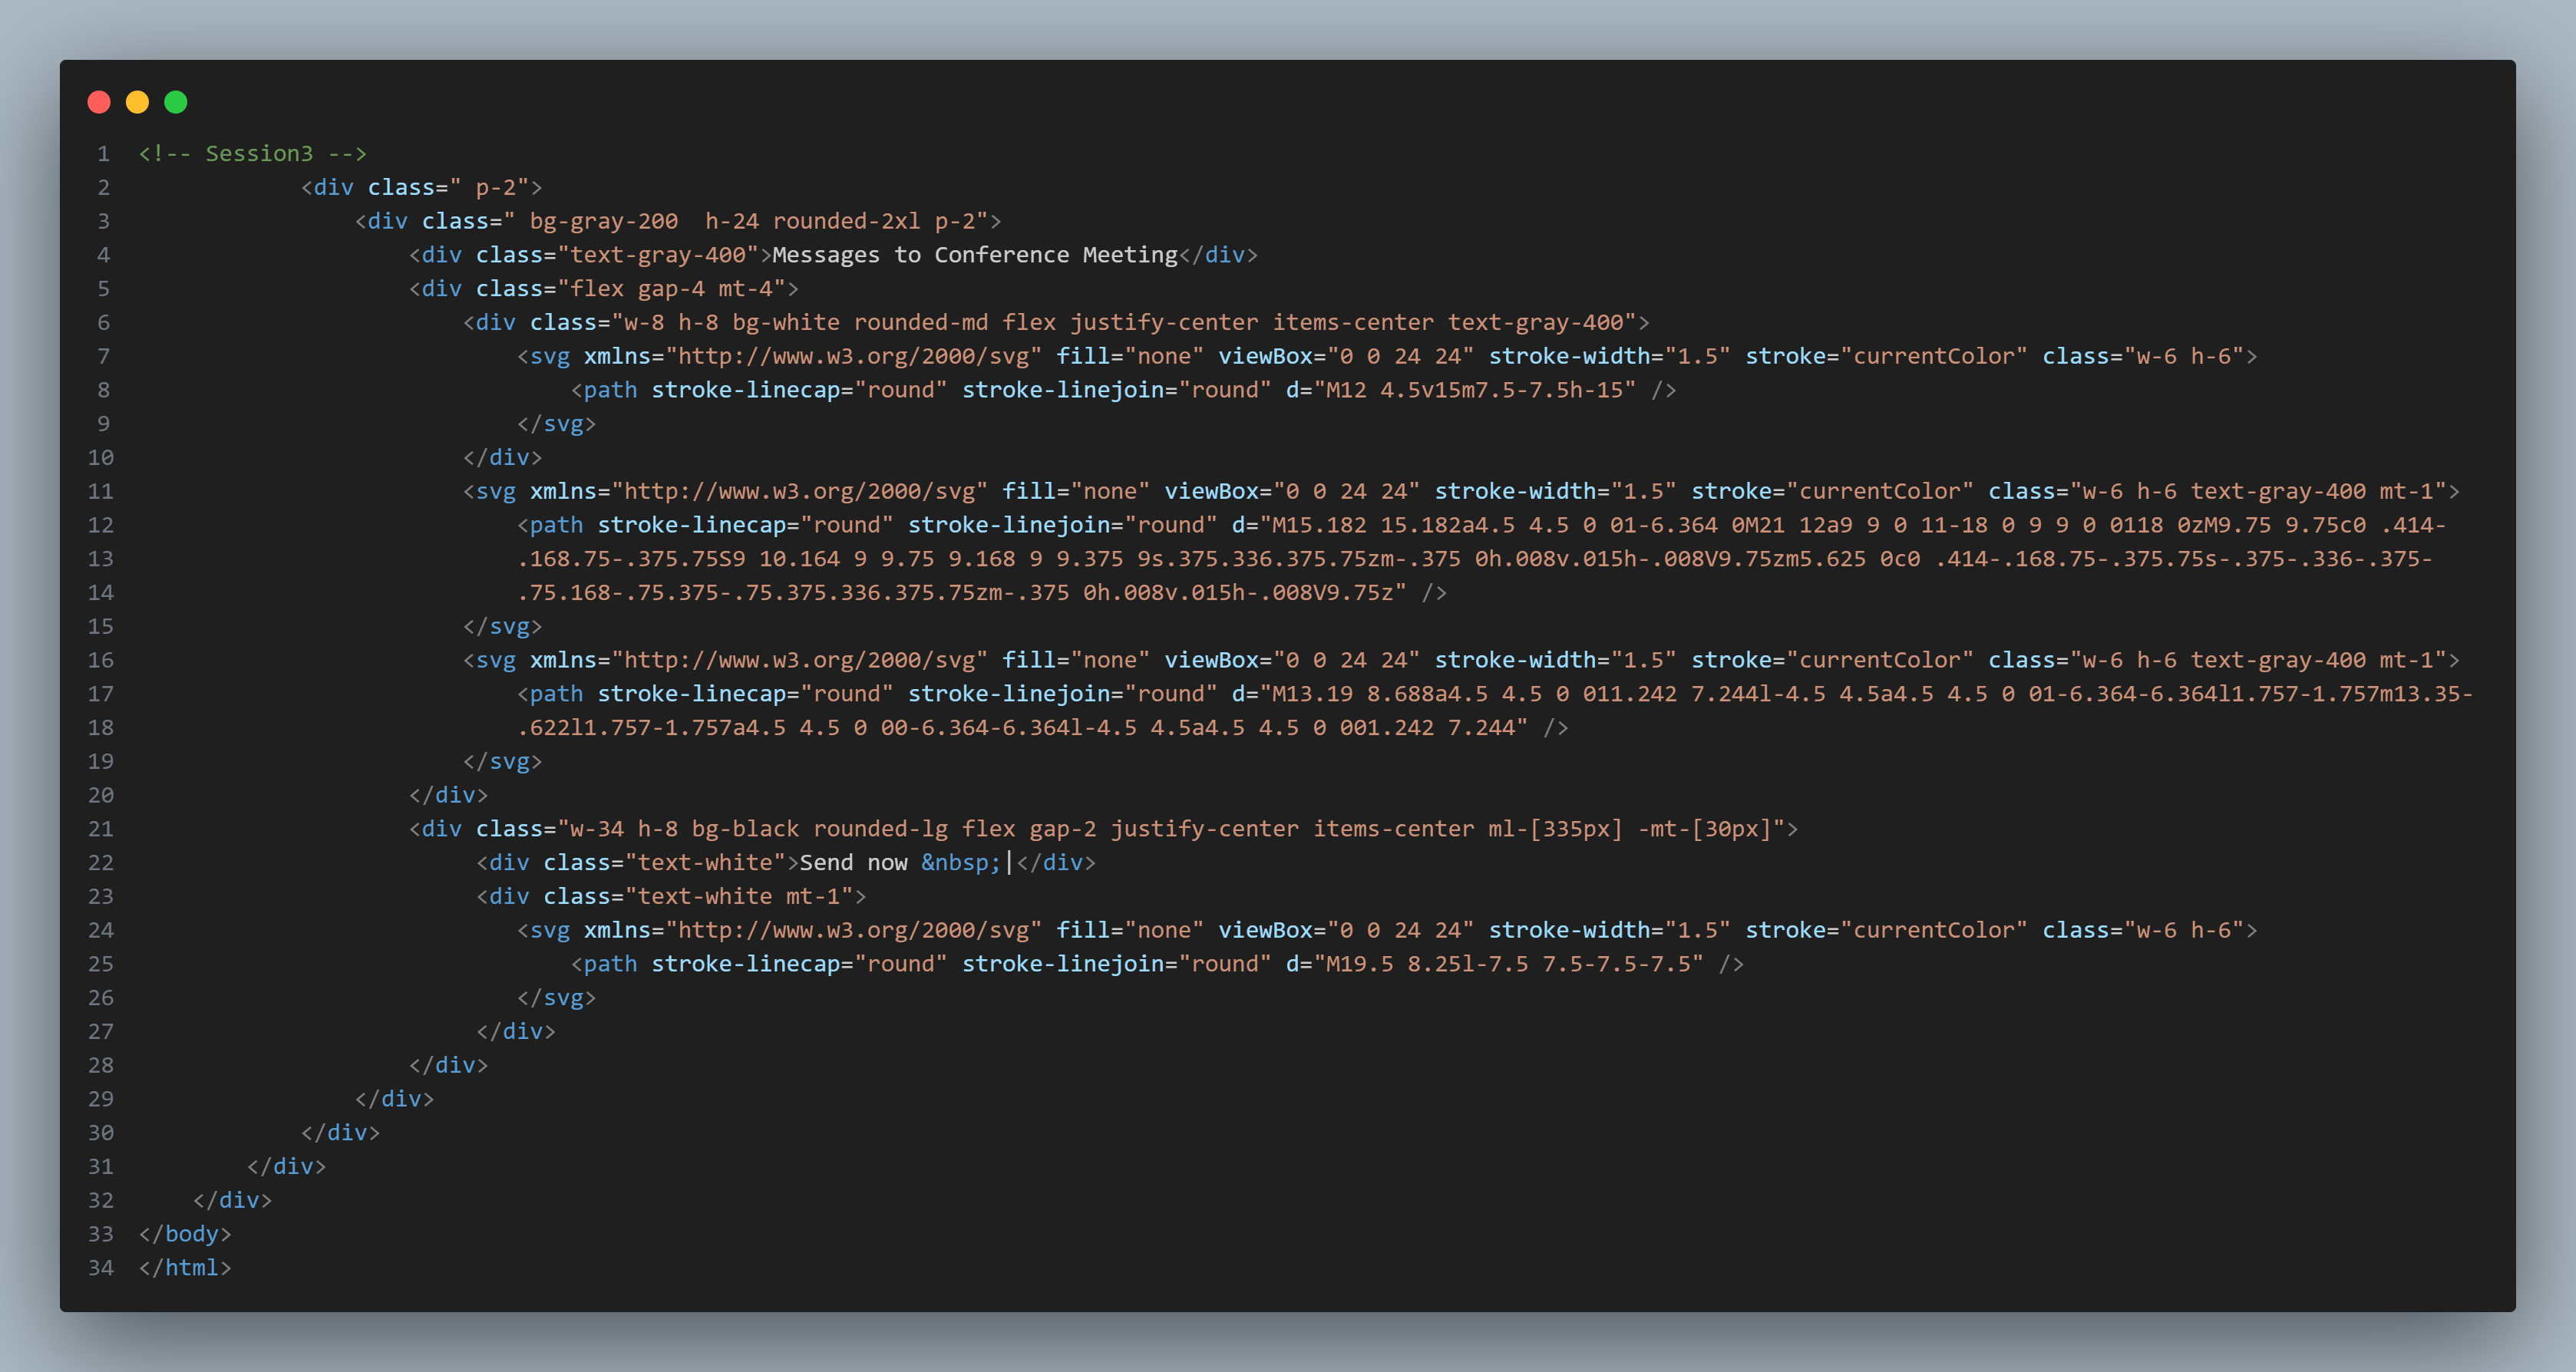 1 <!-- Session3 -->
2             <div class=" p-2">
3                 <div class=" bg-gray-200  h-24 rounded-2xl p-2">
4                     <div class="text-gray-400">Messages to Conference Meeting</div>
5                     <div class="flex gap-4 mt-4">
6                         <div class="w-8 h-8 bg-white rounded-md flex justify-center items-center text-gray-400">
7                             <svg xmlns="http://www.w3.org/2000/svg" fill="none" viewBox="0 0 24 24" stroke-width="1.5" stroke="currentColor" class="w-6 h-6">
8                                 <path stroke-linecap="round" stroke-linejoin="round" d="M12 4.5v15m7.5-7.5h-15" />
9                             </svg>
10                         </div>
11                         <svg xmlns="http://www.w3.org/2000/svg" fill="none" viewBox="0 0 24 24" stroke-width="1.5" stroke="currentColor" class="w-6 h-6 text-gray-400 mt-1">
12                             <path stroke-linecap="round" stroke-linejoin="round" d="M15.182 15.182a4.5 4.5 0 01-6.364 0M21 12a9 9 0 11-18 0 9 9 0 0118 0zM9.75 9.75c0 .414-
13                             .168.75-.375.75S9 10.164 9 9.75 9.168 9 9.375 9s.375.336.375.75zm-.375 0h.008v.015h-.008V9.75zm5.625 0c0 .414-.168.75-.375.75s-.375-.336-.375-
14                             .75.168-.75.375-.75.375.336.375.75zm-.375 0h.008v.015h-.008V9.75z" />
15                         </svg>
16                         <svg xmlns="http://www.w3.org/2000/svg" fill="none" viewBox="0 0 24 24" stroke-width="1.5" stroke="currentColor" class="w-6 h-6 text-gray-400 mt-1">
17                             <path stroke-linecap="round" stroke-linejoin="round" d="M13.19 8.688a4.5 4.5 0 011.242 7.244l-4.5 4.5a4.5 4.5 0 01-6.364-6.364l1.757-1.757m13.35-
18                             .622l1.757-1.757a4.5 4.5 0 00-6.364-6.364l-4.5 4.5a4.5 4.5 0 001.242 7.244" />
19                         </svg>
20                     </div>
21                     <div class="w-34 h-8 bg-black rounded-lg flex gap-2 justify-center items-center ml-[335px] -mt-[30px]">
22                          <div class="text-white">Send now &nbsp;|</div>
23                          <div class="text-white mt-1">
24                             <svg xmlns="http://www.w3.org/2000/svg" fill="none" viewBox="0 0 24 24" stroke-width="1.5" stroke="currentColor" class="w-6 h-6">
25                                 <path stroke-linecap="round" stroke-linejoin="round" d="M19.5 8.25l-7.5 7.5-7.5-7.5" />
26                             </svg>
27                          </div>
28                     </div>
29                 </div>
30             </div>
31         </div>
32     </div>
33 </body>
34 </html>